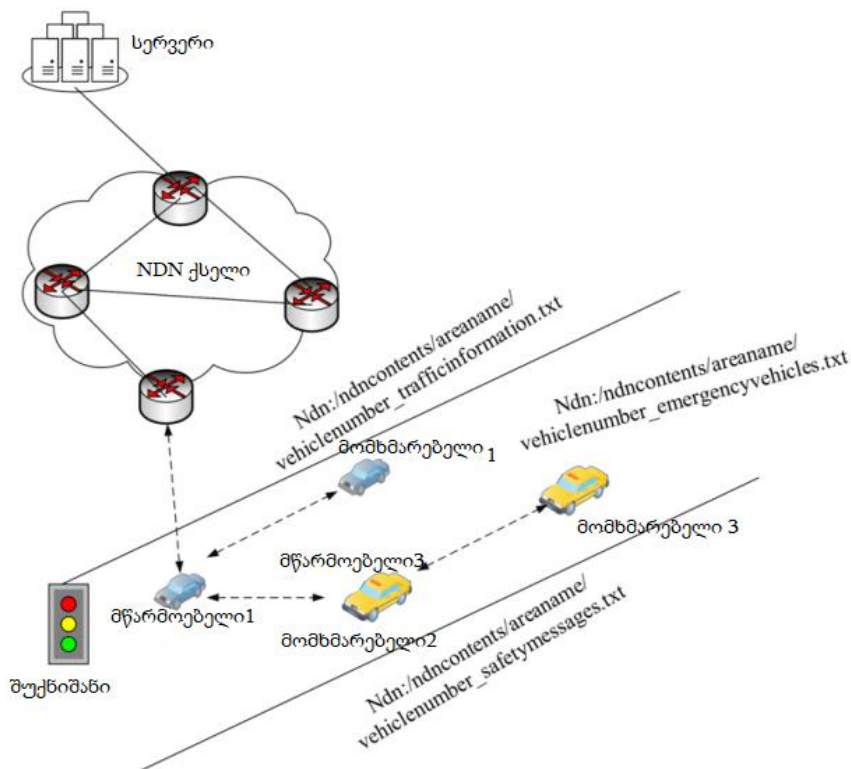 სერვერი
NDN ქსელი
Ndn:/ndncontents/areaname/
vehiclenumber_trafficinformation.txt
Ndn:/ndncontents/areaname/
vehiclenumber_emergencyvehicles.txt
მომხმარებელი 1
მომხმარებელი 3
მწარმოებელი3
მწარმოებელი1
მომხმარებელი2
შუქნიშანი
Ndn:/ndncontents/areaname/
vehiclenumber_safetymessages.txt